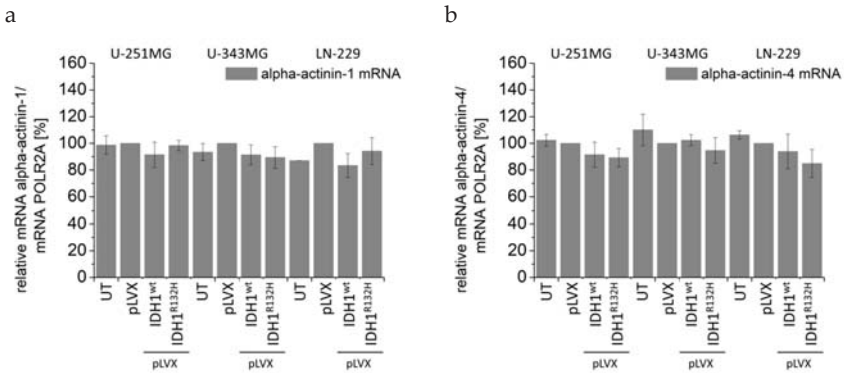 a
U-251MG U-343MG LN-229
alpha-actinin-1 mRNA
relative mRNA alpha-actinin-1/
mRNA POLR2A [%]
160
140
120
100
80
60
40
20
0
UT pLVX IDH1wt IDH1R132H UT pLVX IDH1wt IDH1R132H UT pLVX IDH1wt IDH1R132H
pLVX pLVX pLVX
b
U-251MG U-343MG LN-229
alpha-actinin-4 mRNA
relative mRNA alpha-actinin-4/
mRNA POLR2A [%]
160
140
120
100
80
60
40
20
0
UT pLVX IDH1wt IDH1R132H UT pLVX IDH1wt IDH1R132H UT pLVX IDH1wt IDH1R132H
pLVX pLVX pLVX